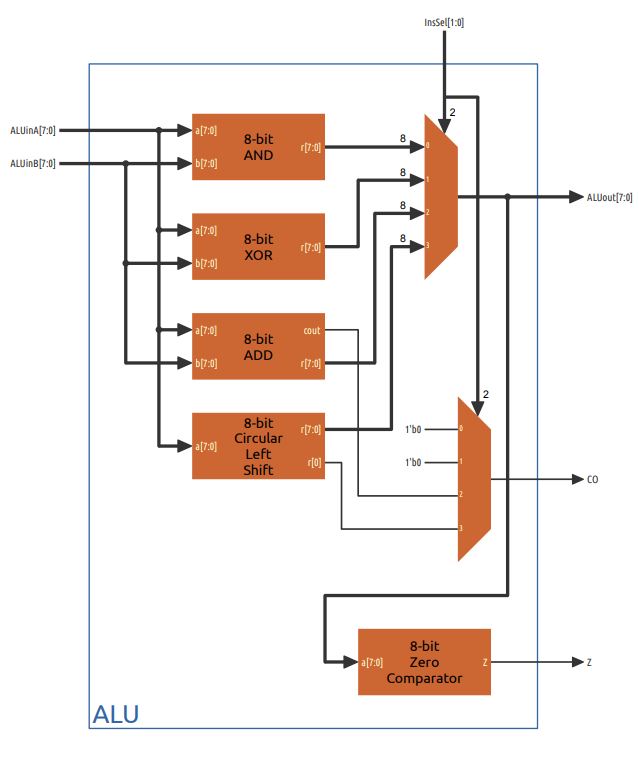 InsSel[1:0]
2
ALUinA[7:0]
a[7:0]
8-bit
AND
r[7:0]
8
0
ALUinB[7:0]
b[7:0]
8
1
ALUout[7:0]
8
2
a[7:0]
8-bit
XOR
8
3
r[7:0]
b[7:0]
a[7:0]
8-bit
ADD
cout
b[7:0]
r[7:0]
2
8-bit
Circular
Left
Shift
a[7:0]
r[7:0]
r[0]
1'b0
0
1'b0
1
2
3
CO
8-bit
Zero
Comparator
a[7:0]
Z
Z
ALU